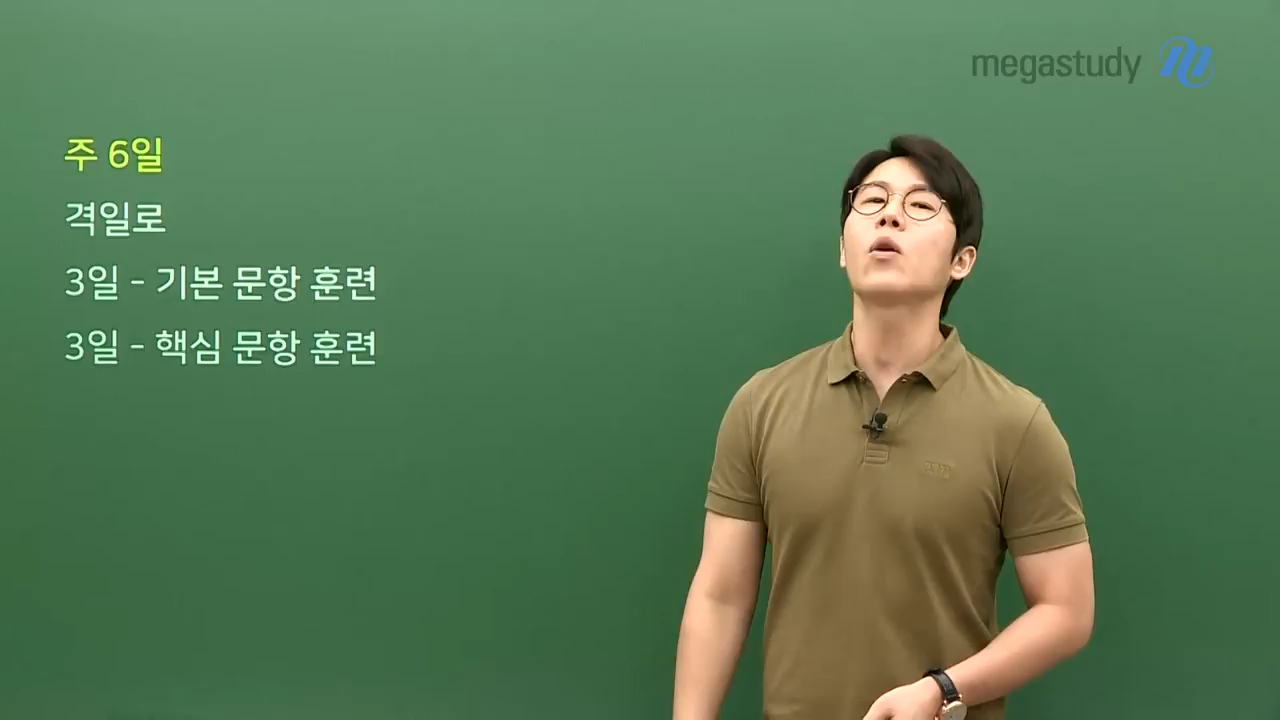 megastudy
주 6일
격일로
3일 - 기본 문항 훈련
3일 - 핵심 문항 훈련